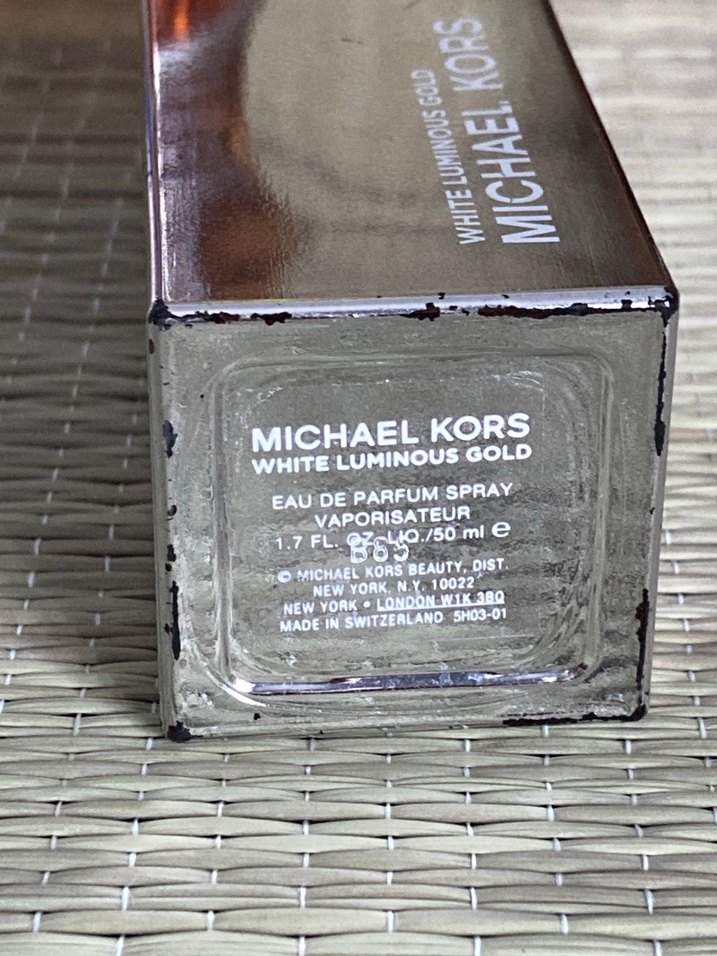 WHITE LUMINOUS GOLD
MICHAEL KORS
MICHAEL KORS
WHITE LUMINOUS GOLD
EAU DE PARFUM SPRAY
VAPORISATEUR
1.7 FL. OZ. LIQ./50 ml e
B65
© MICHAEL KORS BEAUTY, DIST.
NEW YORK, N.Y. 10022
NEW YORK • LONDON W1K 3BQ
MADE IN SWITZERLAND 5H03-01